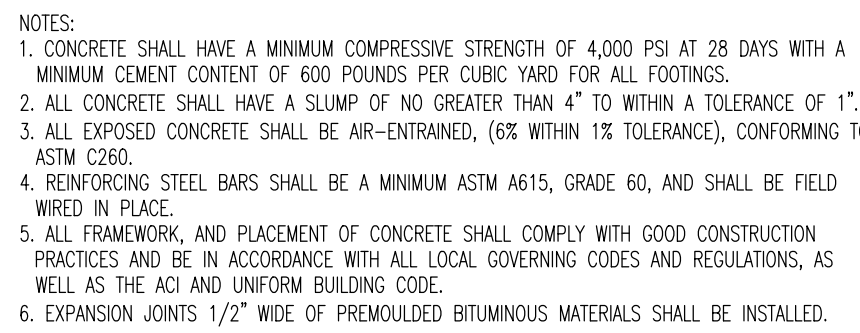 NOTES:
1. CONCRETE SHALL HAVE A MINIMUM COMPRESSIVE STRENGTH OF 4,000 PSI AT 28 DAYS WITH A
MINIMUM CEMENT CONTENT OF 600 POUNDS PER CUBIC YARD FOR ALL FOOTINGS.
2. ALL CONCRETE SHALL HAVE A SLUMP OF NO GREATER THAN 4" TO WITHIN A TOLERANCE OF 1".
3. ALL EXPOSED CONCRETE SHALL BE AIR-ENTRAINED, (6% WITHIN 1% TOLERANCE), CONFORMING TO
ASTM C260.
4. REINFORCING STEEL BARS SHALL BE A MINIMUM ASTM A615, GRADE 60, AND SHALL BE FIELD
WIRED IN PLACE.
5. ALL FRAMEWORK, AND PLACEMENT OF CONCRETE SHALL COMPLY WITH GOOD CONSTRUCTION
PRACTICES AND BE IN ACCORDANCE WITH ALL LOCAL GOVERNING CODES AND REGULATIONS, AS
WELL AS THE ACI AND UNIFORM BUILDING CODE.
6. EXPANSION JOINTS 1/2" WIDE OF PREMOULDED BITUMINOUS MATERIALS SHALL BE INSTALLED.